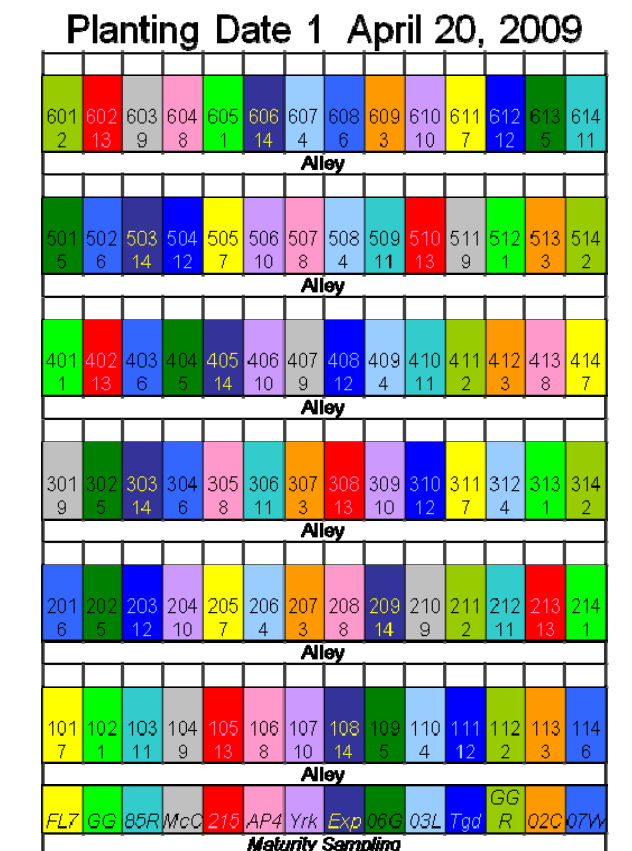 Planting Date 1 April 20, 2009
601 602 603 604 605 606 607 608 609 610 611 612 613 614
2 13 9 8 1 14 4 6 3 10 7 12 5 11
Alley
501 502 503 504 505 506 507 508 509 510 511 512 513 514
5 6 14 12 7 10 8 4 11 13 9 1 3 2
Alley
401 402 403 404 405 406 407 408 409 410 411 412 413 414
1 13 6 5 14 10 9 12 4 11 2 3 8 7
Alley
301 302 303 304 305 306 307 308 309 310 311 312 313 314
9 5 14 6 8 11 3 13 10 12 7 4 1 2
Alley
201 202 203 204 205 206 207 208 209 210 211 212 213 214
6 5 12 10 7 4 3 8 14 9 2 11 13 1
Alley
101 102 103 104 105 106 107 108 109 110 111 112 113 114
7 1 11 9 13 8 10 14 5 4 12 2 3 6
Alley
FL7 GG 85R McC 215 AP4 Yrk Exp 06G 03L Tgd GG R 02C 07W
Maturity Sampling